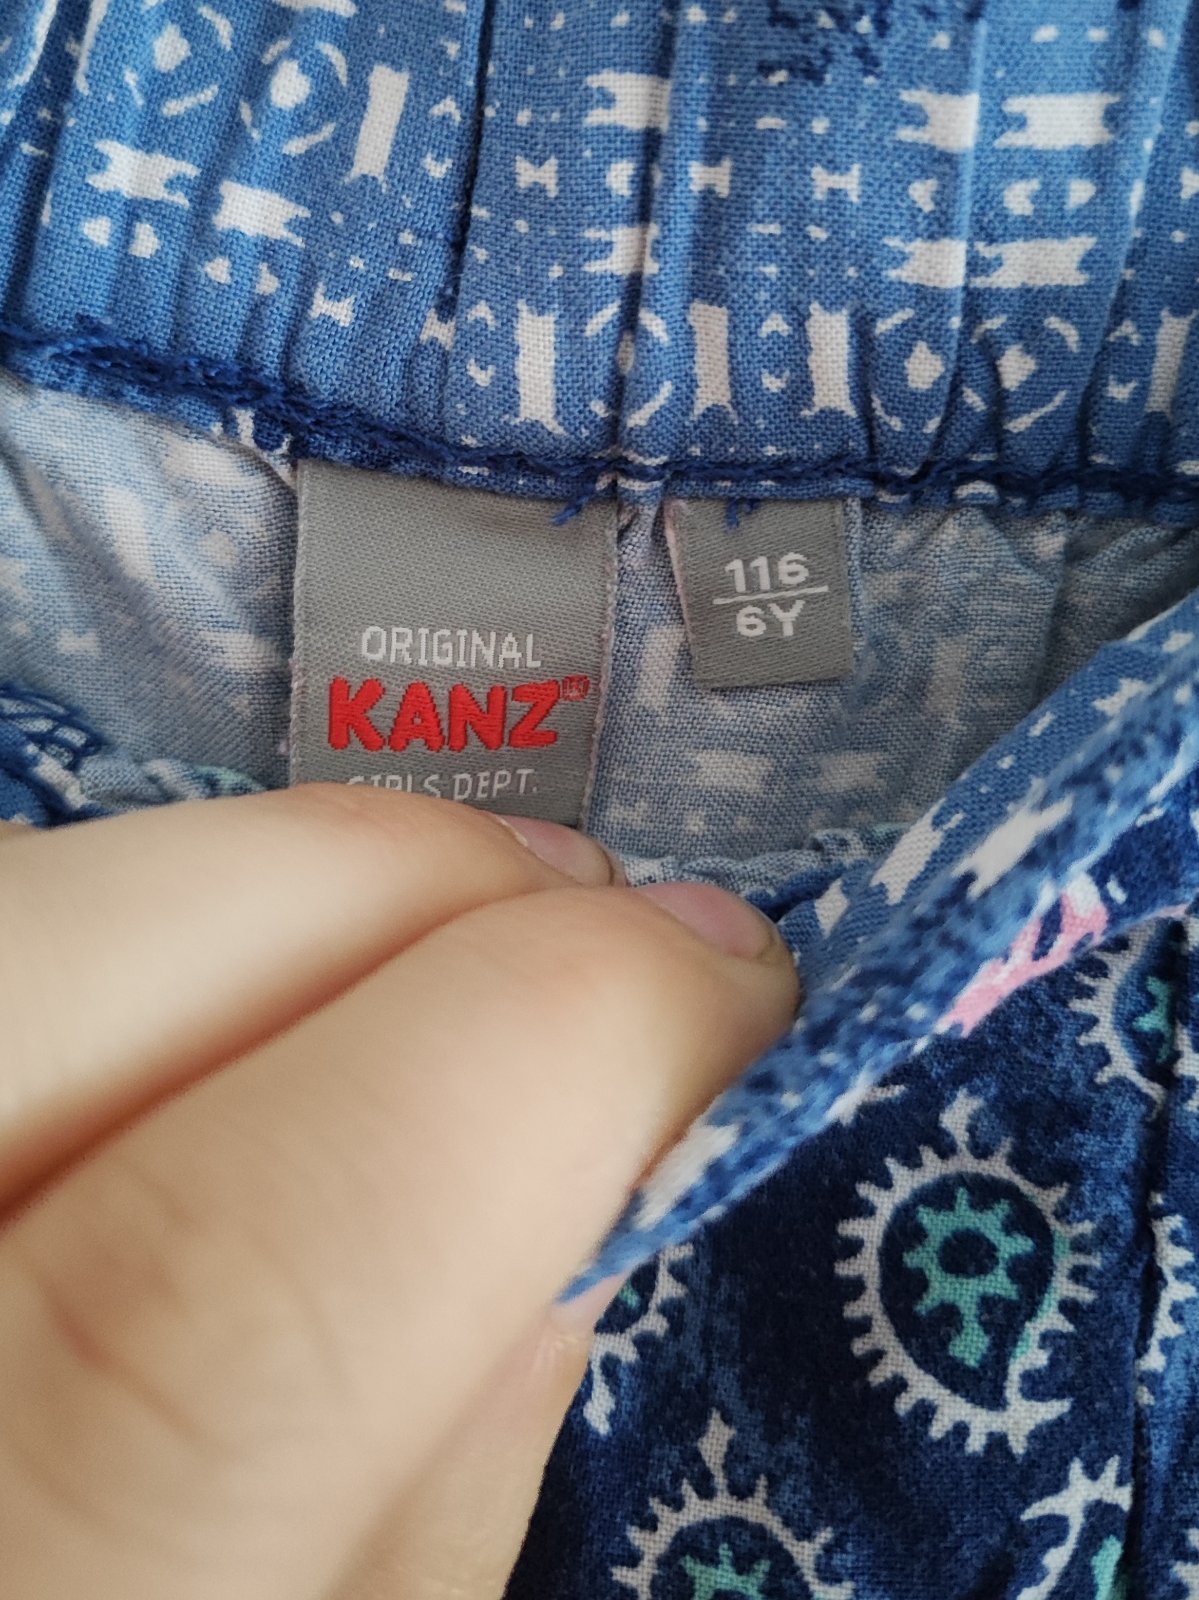 ORIGINAL
KANZ®
GIRLS DEPT.
116
6Y